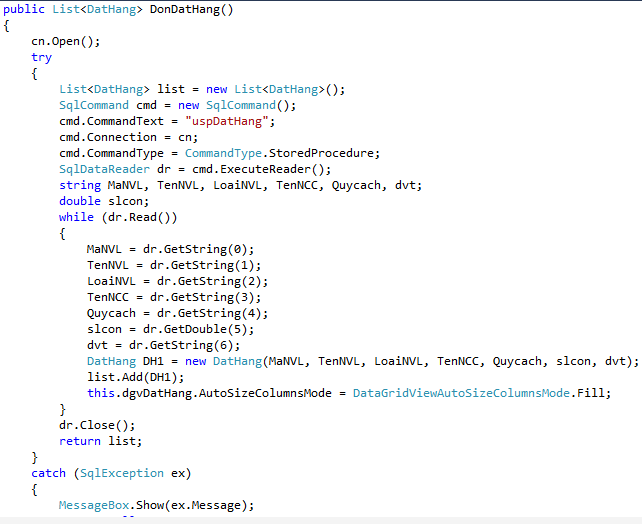 public List<DatHang> DonDatHang()
{
cn.Open();
try
{
List<DatHang> list = new List<DatHang>();
SqlCommand cmd = new SqlCommand();
cmd.CommandText = "uspDatHang";
cmd.Connection = cn;
cmd.CommandType = CommandType.StoredProcedure;
SqlDataReader dr = cmd.ExecuteReader();
string MaNVL, TenNVL, LoaiNVL, TenNCC, Quycach, dvt;
double slcon;
while (dr.Read())
{
MaNVL = dr.GetString(0);
TenNVL = dr.GetString(1);
LoaiNVL = dr.GetString(2);
TenNCC = dr.GetString(3);
Quycach = dr.GetString(4);
slcon = dr.GetDouble(5);
dvt = dr.GetString(6);
DatHang DH1 = new DatHang(MaNVL, TenNVL, LoaiNVL, TenNCC, Quycach, slcon, dvt);
list.Add(DH1);
this.dgvDatHang.AutoSizeColumnsMode = DataGridViewAutoSizeColumnsMode.Fill;
}
dr.Close();
return list;
}
catch (SqlException ex)
{
MessageBox.Show(ex.Message);